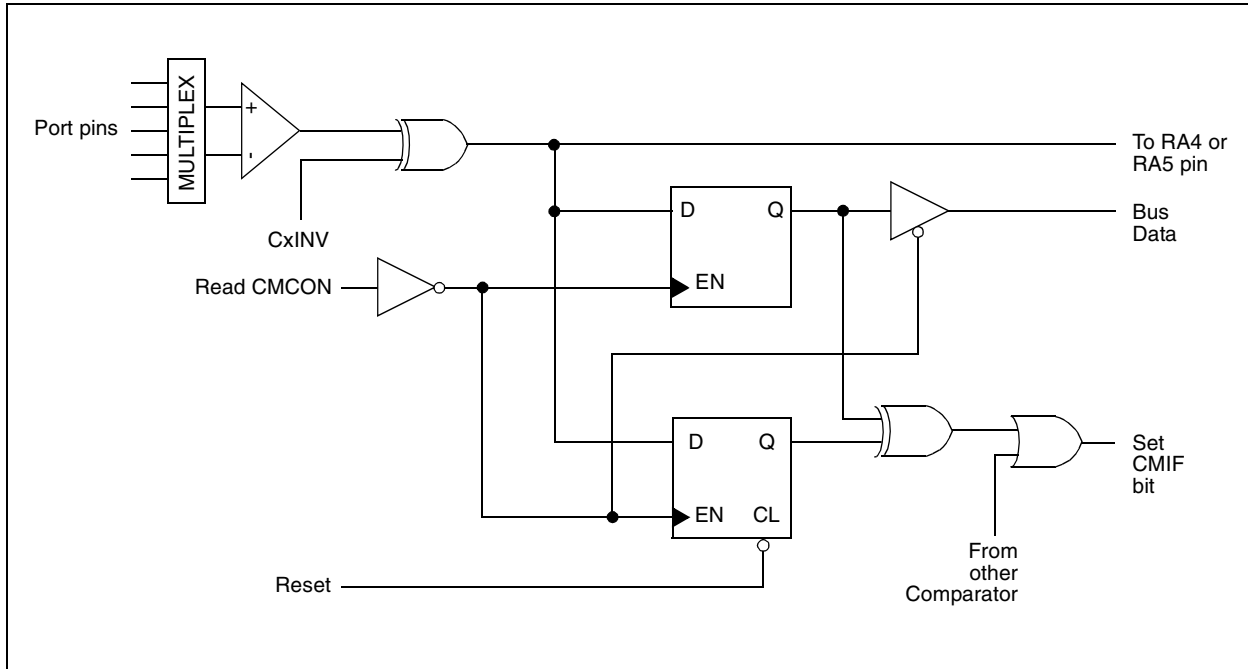 Port pins
MULTIPLEX
+
-
CxINV
To RA4 or
RA5 pin
D
Q
EN
Bus
Data
Read CMCON
D
Q
EN
CL
Set
CMIF
bit
From
other
Comparator
Reset